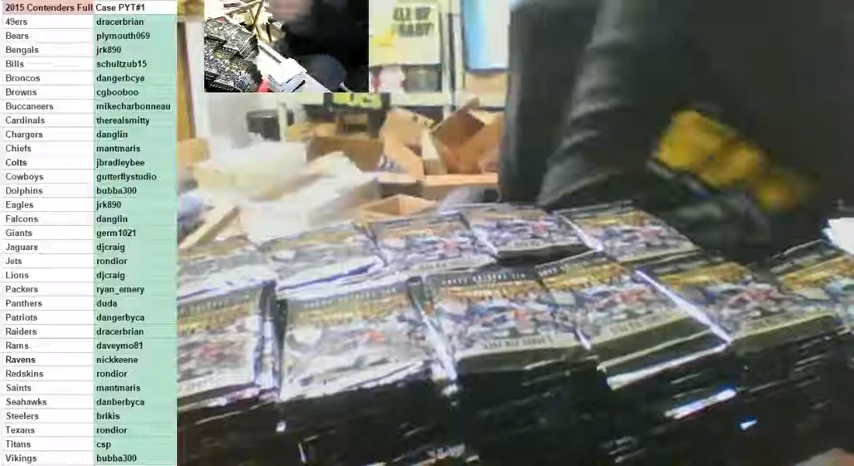 2015 Contenders Full Case PYT#1
49ers dracerbrian
Bears plymouth069
Bengals jrk890
Bills schultzub15
Broncos dangerbcya
Browns cgbooboo
Buccaneers mikecharbonneau
Cardinals therealsmitty
Chargers danglin
Chiefs mantmaris
Colts jbradleybee
Cowboys gutterflystudio
Dolphins bubba300
Eagles jrk890
Falcons danglin
Giants germ1021
Jaguars djcraig
Jets rondior
Lions djcraig
Packers ryan_emery
Panthers duda
Patriots dangerbyca
Raiders dracerbrian
Rams daveymo81
Ravens nickkeene
Redskins rondior
Saints mantmaris
Seahawks danberbyca
Steelers brikis
Texans rondior
Titans csp
Vikings bubba300